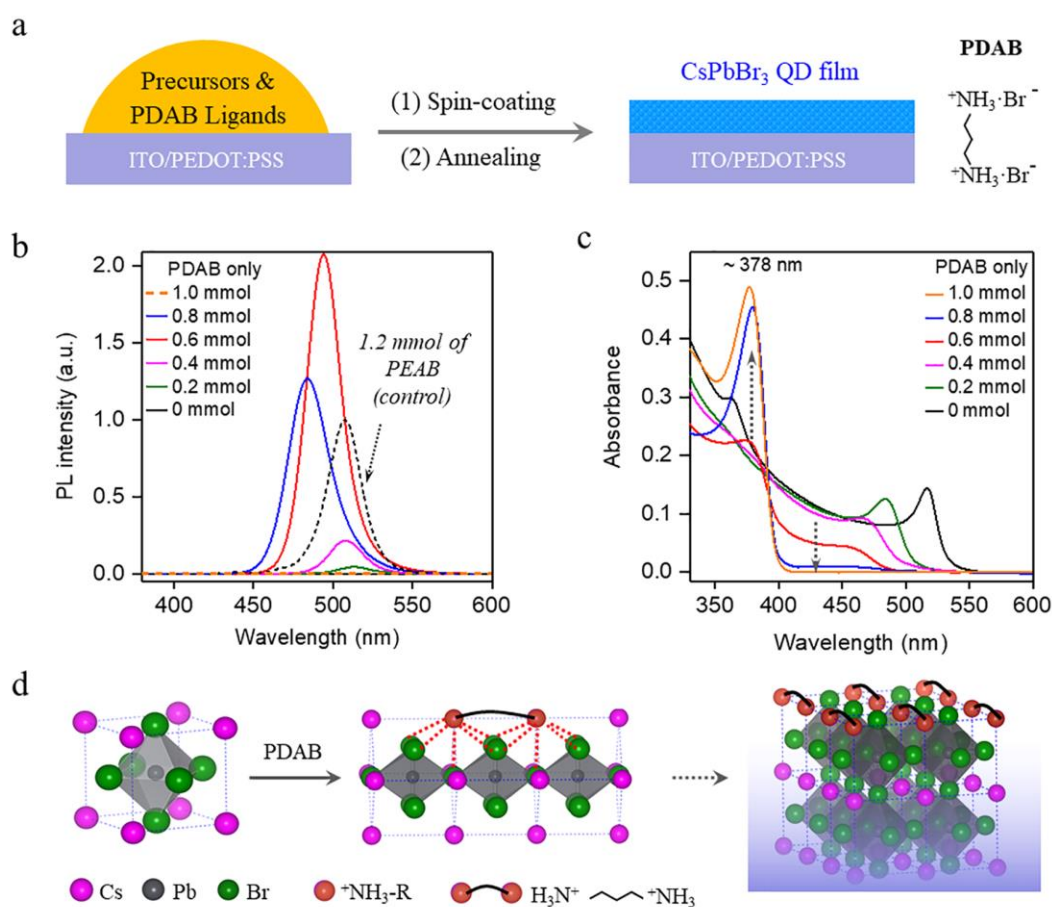 a
Precursors &
PDAB Ligands
ITO/PEDOT:PSS
(1) Spin-coating
(2) Annealing
CsPbBr₃ QD film
ITO/PEDOT:PSS
PDAB
⁺NH₃·Br⁻
⁺NH₃·Br⁻
b
PL intensity (a.u.)
2.0
1.5
1.0
0.5
0.0
PDAB only
1.0 mmol
0.8 mmol
0.6 mmol
0.4 mmol
0.2 mmol
0 mmol
1.2 mmol of
PEAB
(control)
400
450
500
550
600
Wavelength (nm)
c
Absorbance
0.5
0.4
0.3
0.2
0.1
0.0
~ 378 nm
PDAB only
1.0 mmol
0.8 mmol
0.6 mmol
0.4 mmol
0.2 mmol
0 mmol
350
400
450
500
550
600
Wavelength (nm)
d
PDAB
Cs
Pb
Br
⁺NH₃-R
H₃N⁺
⁺NH₃